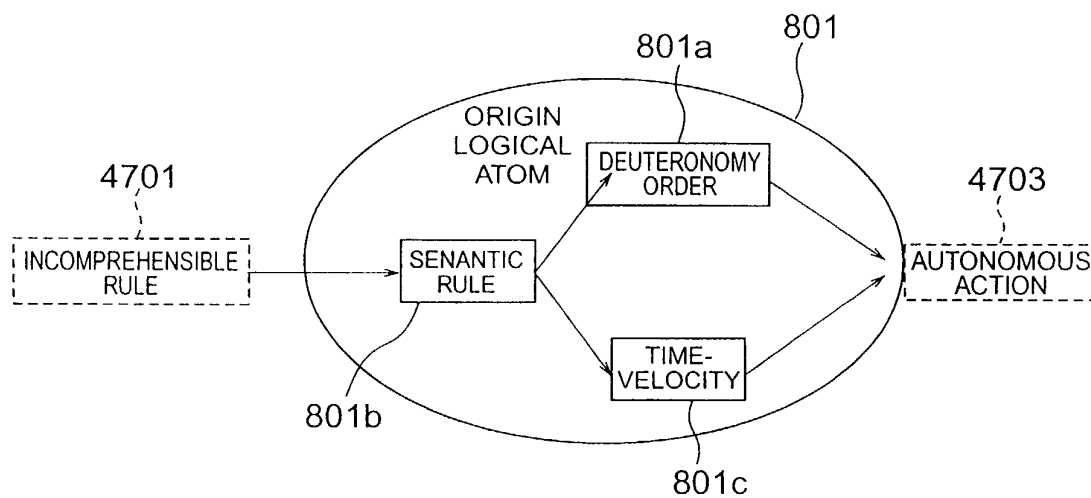 801
801a
ORIGIN
LOGICAL
ATOM
DEUTERONOMY
ORDER
4701
4703
INCOMPREHENSIBLE
RULE
SENANTIC
RULE
AUTONOMOUS
ACTION
TIME-
VELOCITY
801b
801c